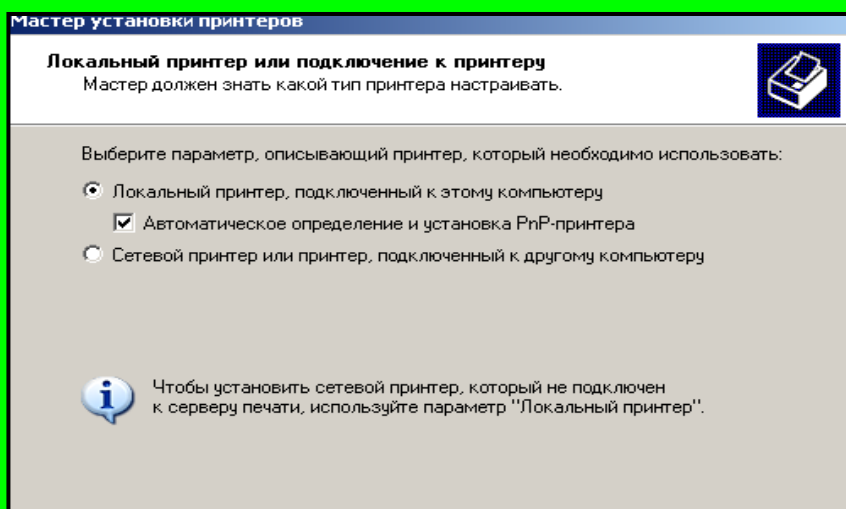 Мастер установки принтеров
Локальный принтер или подключение к принтеру
Мастер должен знать какой тип принтера настраивать.
Выберите параметр, описывающий принтер, который необходимо использовать:
Локальный принтер, подключенный к этому компьютеру
Автоматическое определение и установка PnP-принтера
Сетевой принтер или принтер, подключенный к другому компьютеру
Чтобы установить сетевой принтер, который не подключен
к серверу печати, используйте параметр "Локальный принтер".